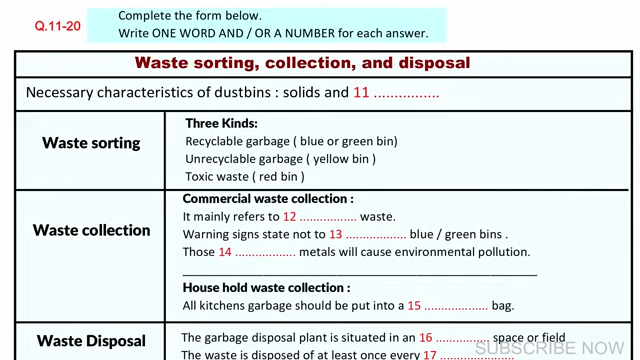 Q.11-20
Complete the form below.
Write ONE WORD AND / OR A NUMBER for each answer.
Waste sorting, collection, and disposal
Necessary characteristics of dustbins : solids and 11 ................
Waste sorting
Three Kinds:
Recyclable garbage ( blue or green bin)
Unrecyclable garbage ( yellow bin )
Toxic waste ( red bin )
Waste collection
Commercial waste collection :
It mainly refers to 12 ................ waste.
Warning signs state not to 13 ................. blue / green bins .
Those 14 ................. metals will cause environmental pollution.
House hold waste collection :
All kitchens garbage should be put into a 15 .................. bag.
Waste Disposal
The garbage disposal plant is situated in an 16 ............... space or field
The waste is disposed of at least once every 17 .....................
SUBSCRIBE NOW